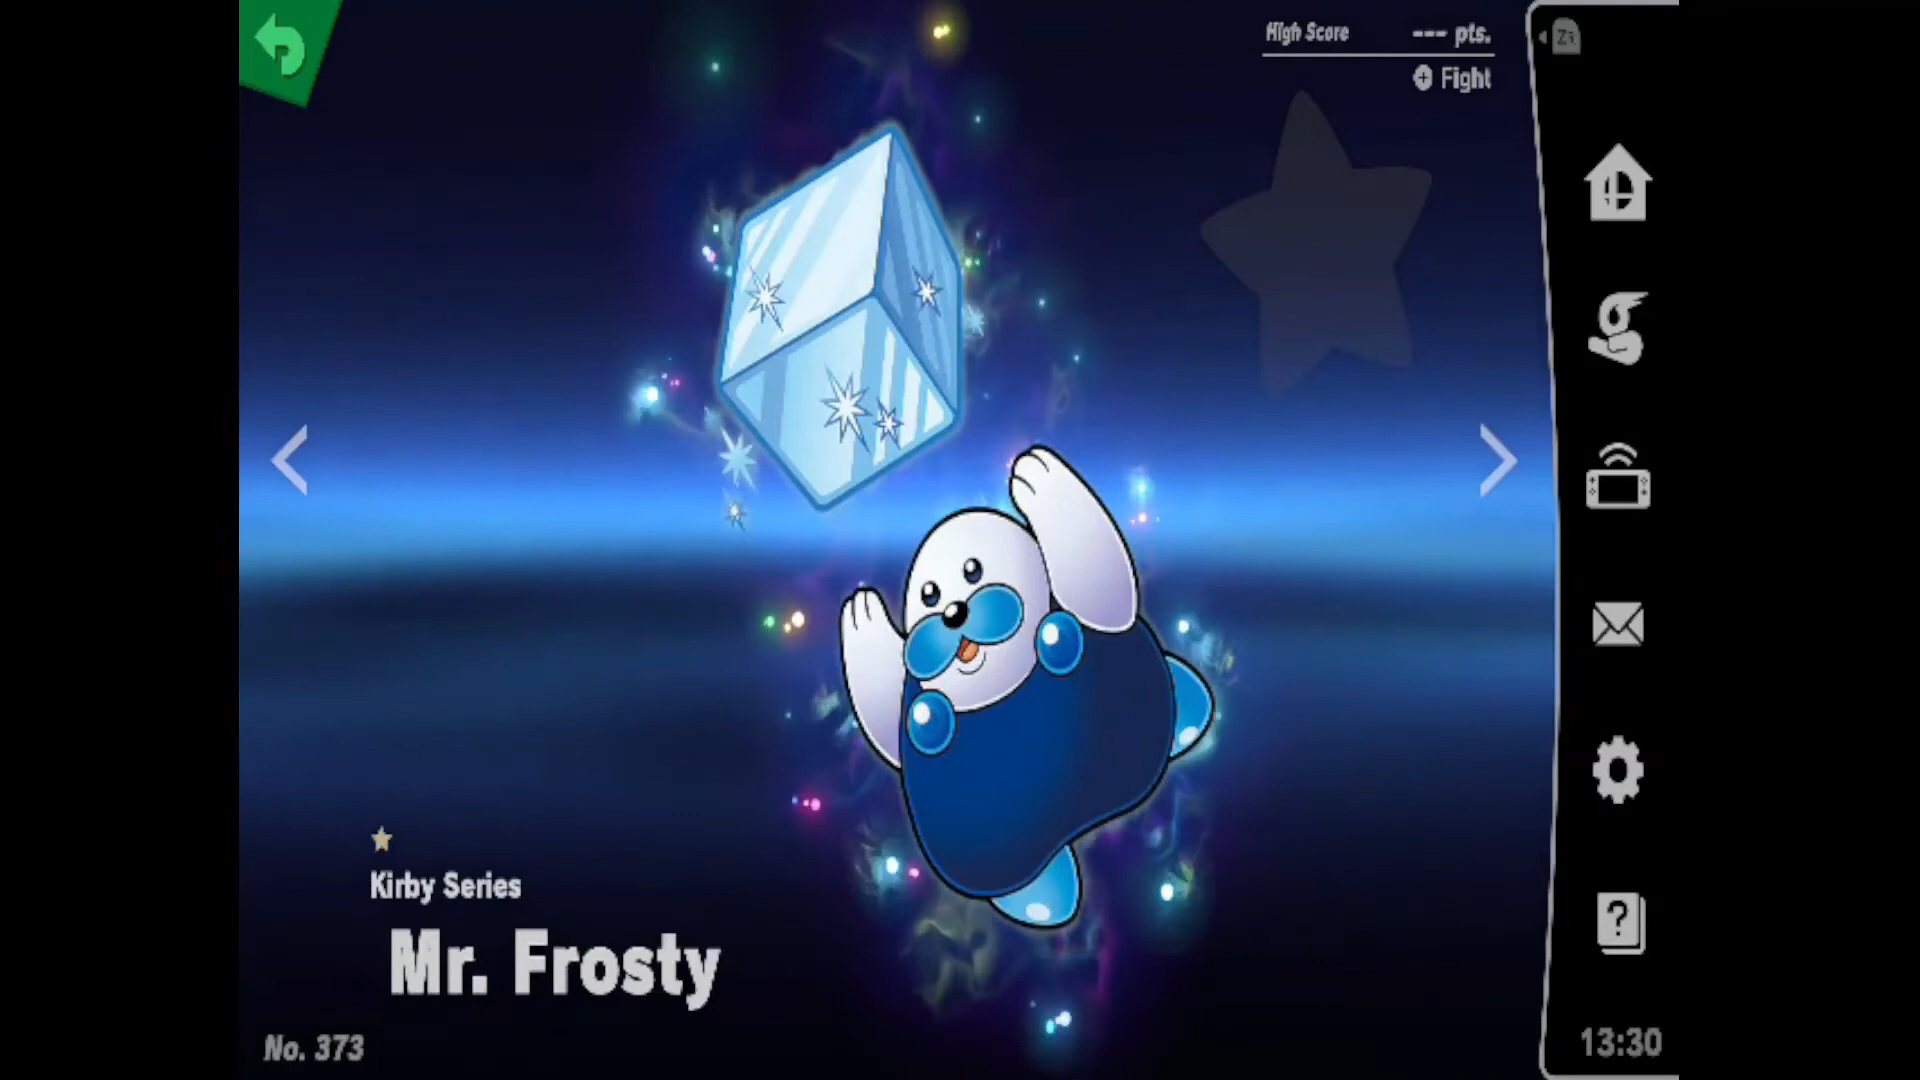 High Score --- pts.
Fight
Kirby Series
Mr. Frosty
No. 373
13:30